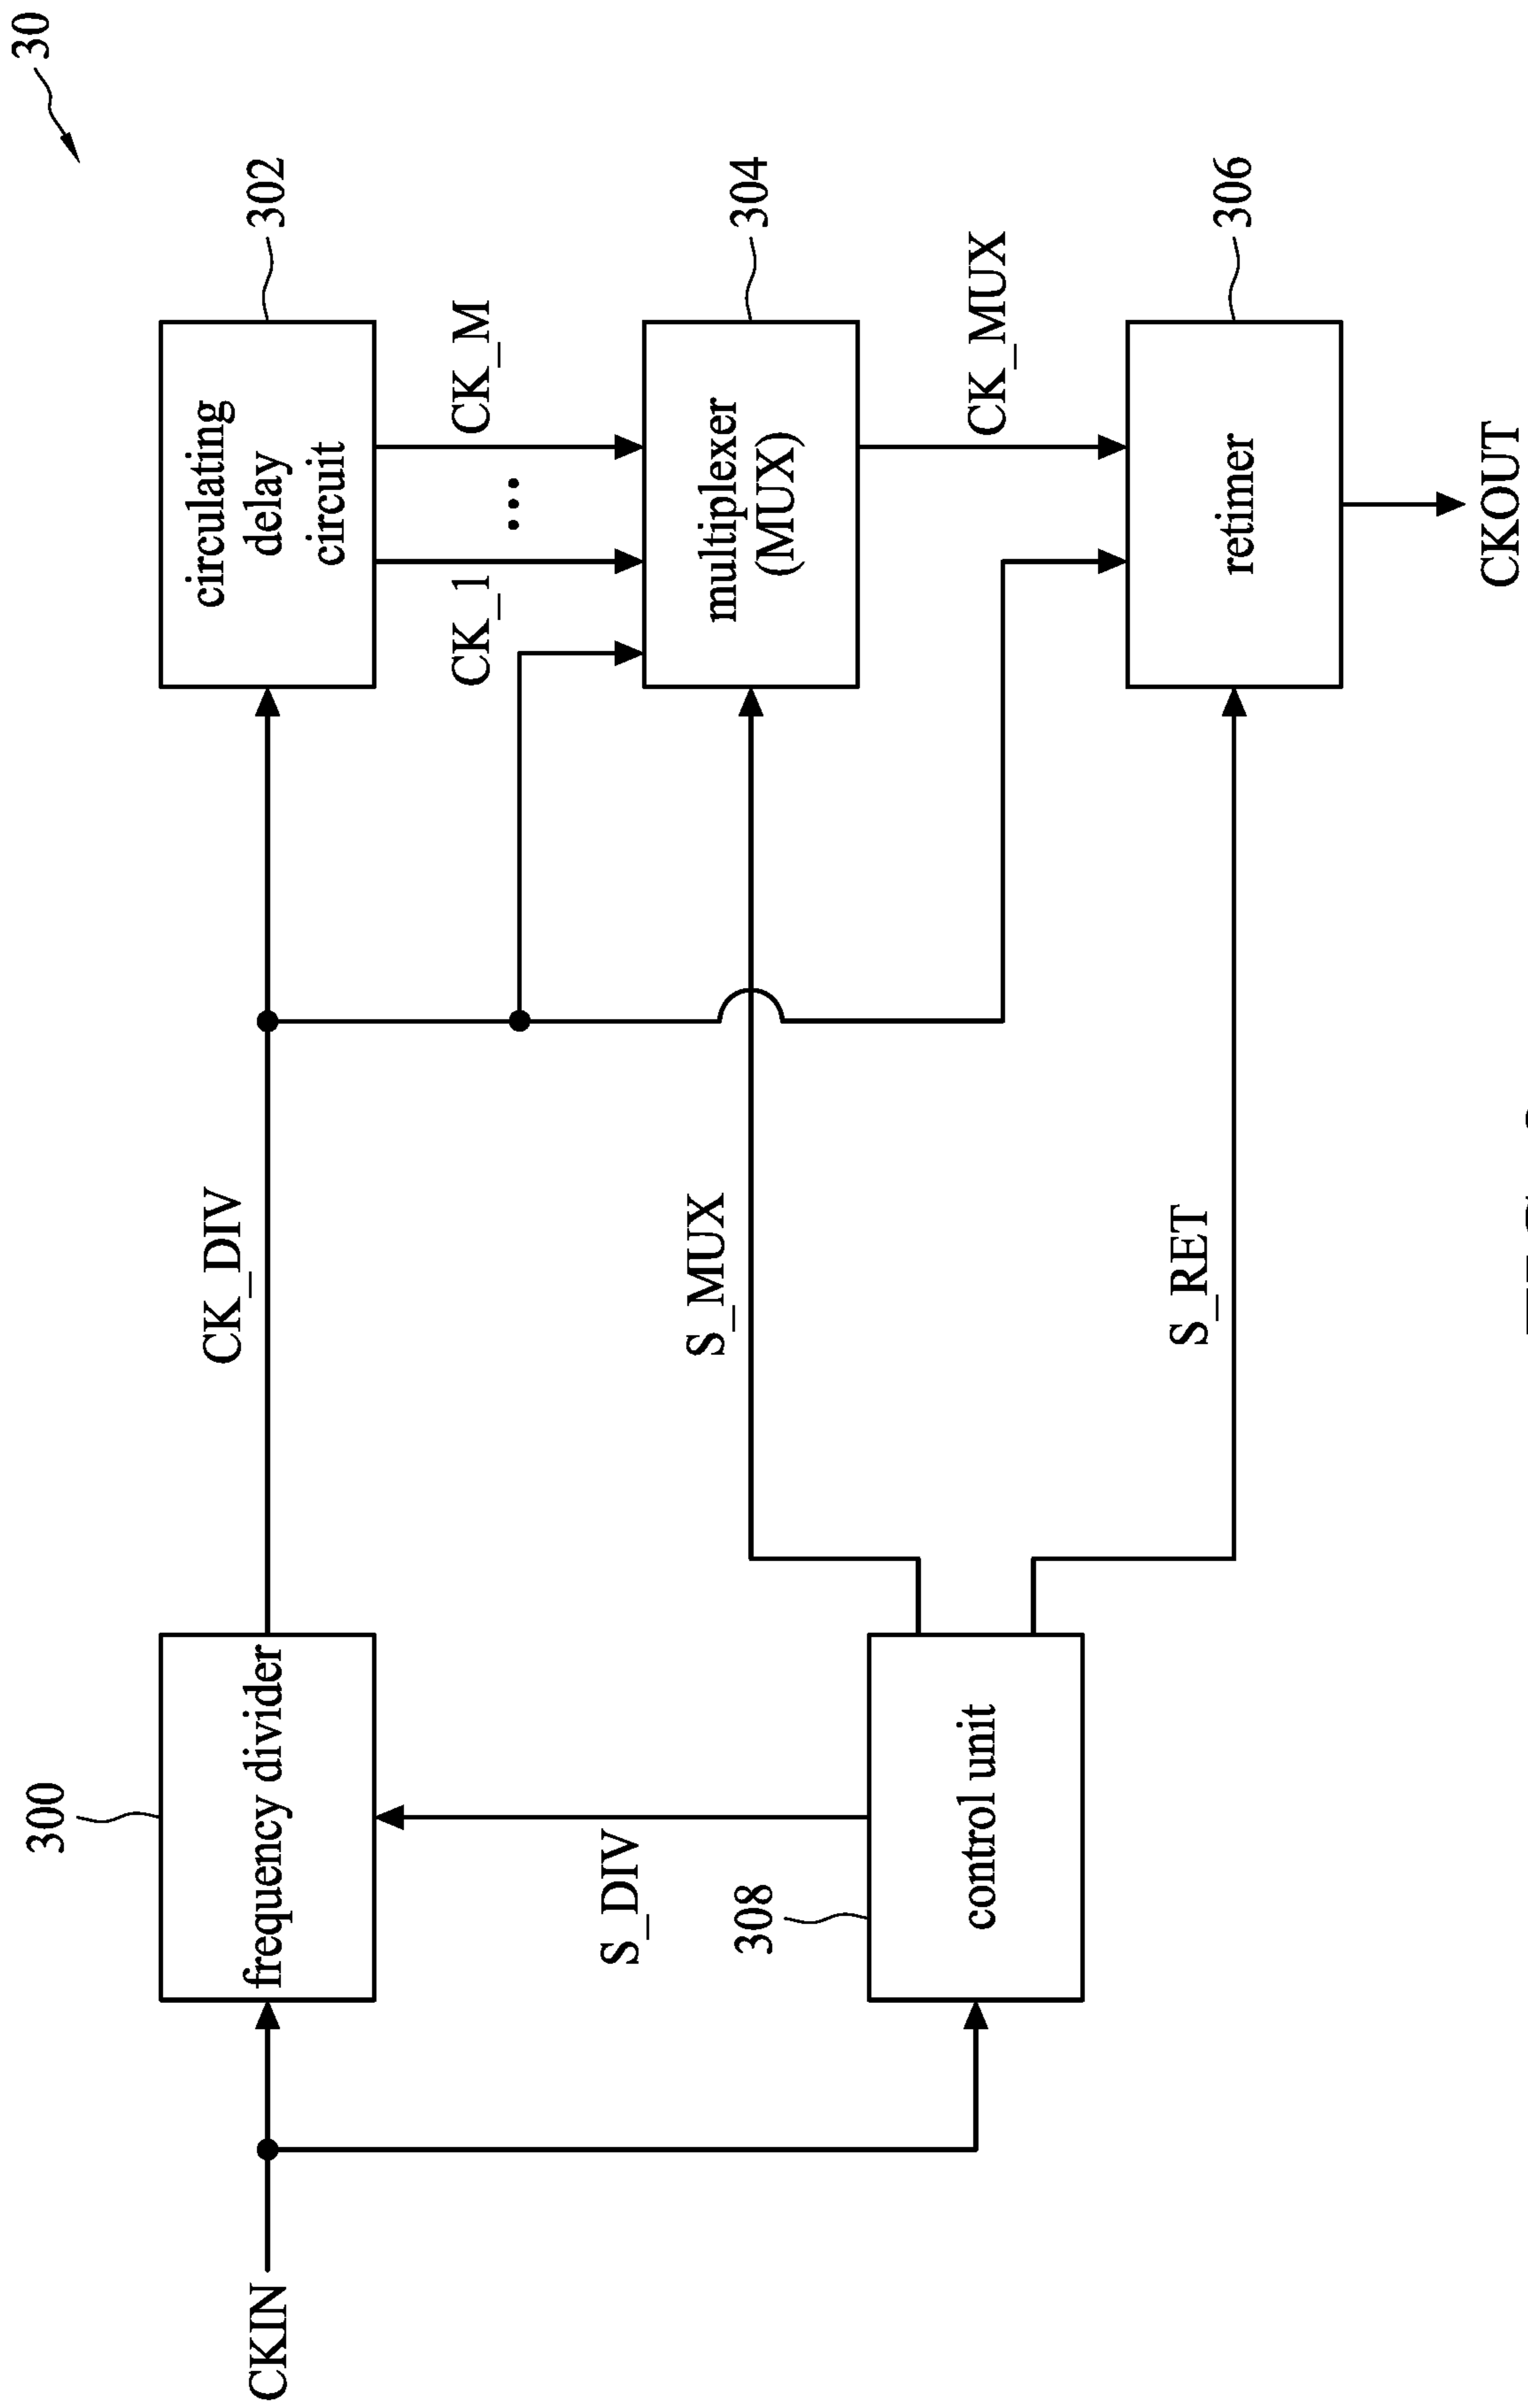 30
300
302
frequency divider
CK_DIV
circulating
delay
circuit
CKIN
S_DIV
CK_1
...
CK_M
308
S_MUX
304
multiplexer
(MUX)
control unit
CK_MUX
S_RET
306
retimer
CKOUT